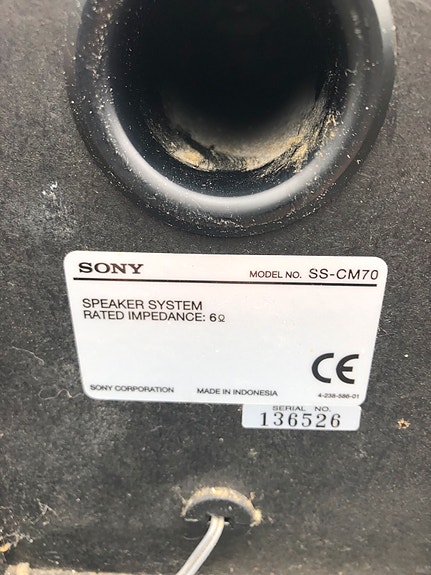 SONY MODEL NO. SS-CM70
SPEAKER SYSTEM
RATED IMPEDANCE: 6Ω
CE
SONY CORPORATION MADE IN INDONESIA 4-238-586-01
SERIAL NO.
136526